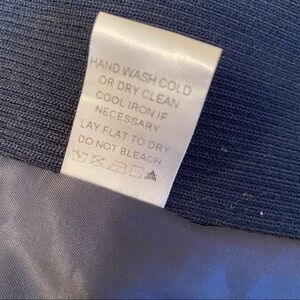 HAND WASH COLD
OR DRY CLEAN
COOL IRON IF
NECESSARY
LAY FLAT TO DRY
DO NOT BLEACH